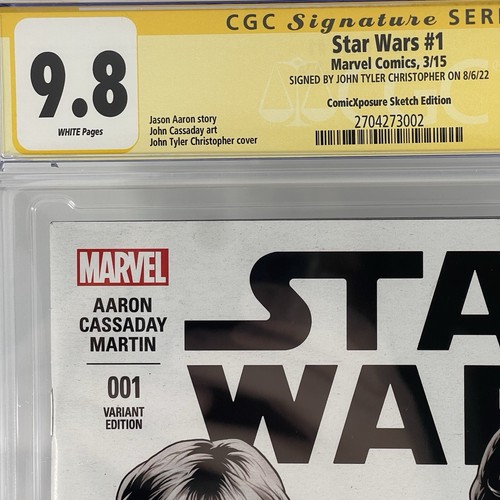 CGC Signature SERI
9.8
WHITE Pages
Star Wars #1
Marvel Comics, 3/15
SIGNED BY JOHN TYLER CHRISTOPHER ON 8/6/22
ComicXposure Sketch Edition
2704273002
Jason Aaron story
John Cassaday art
John Tyler Christopher cover
CGC
MARVEL
AARON
CASSADAY
MARTIN
001
VARIANT
EDITION
STA
WAR